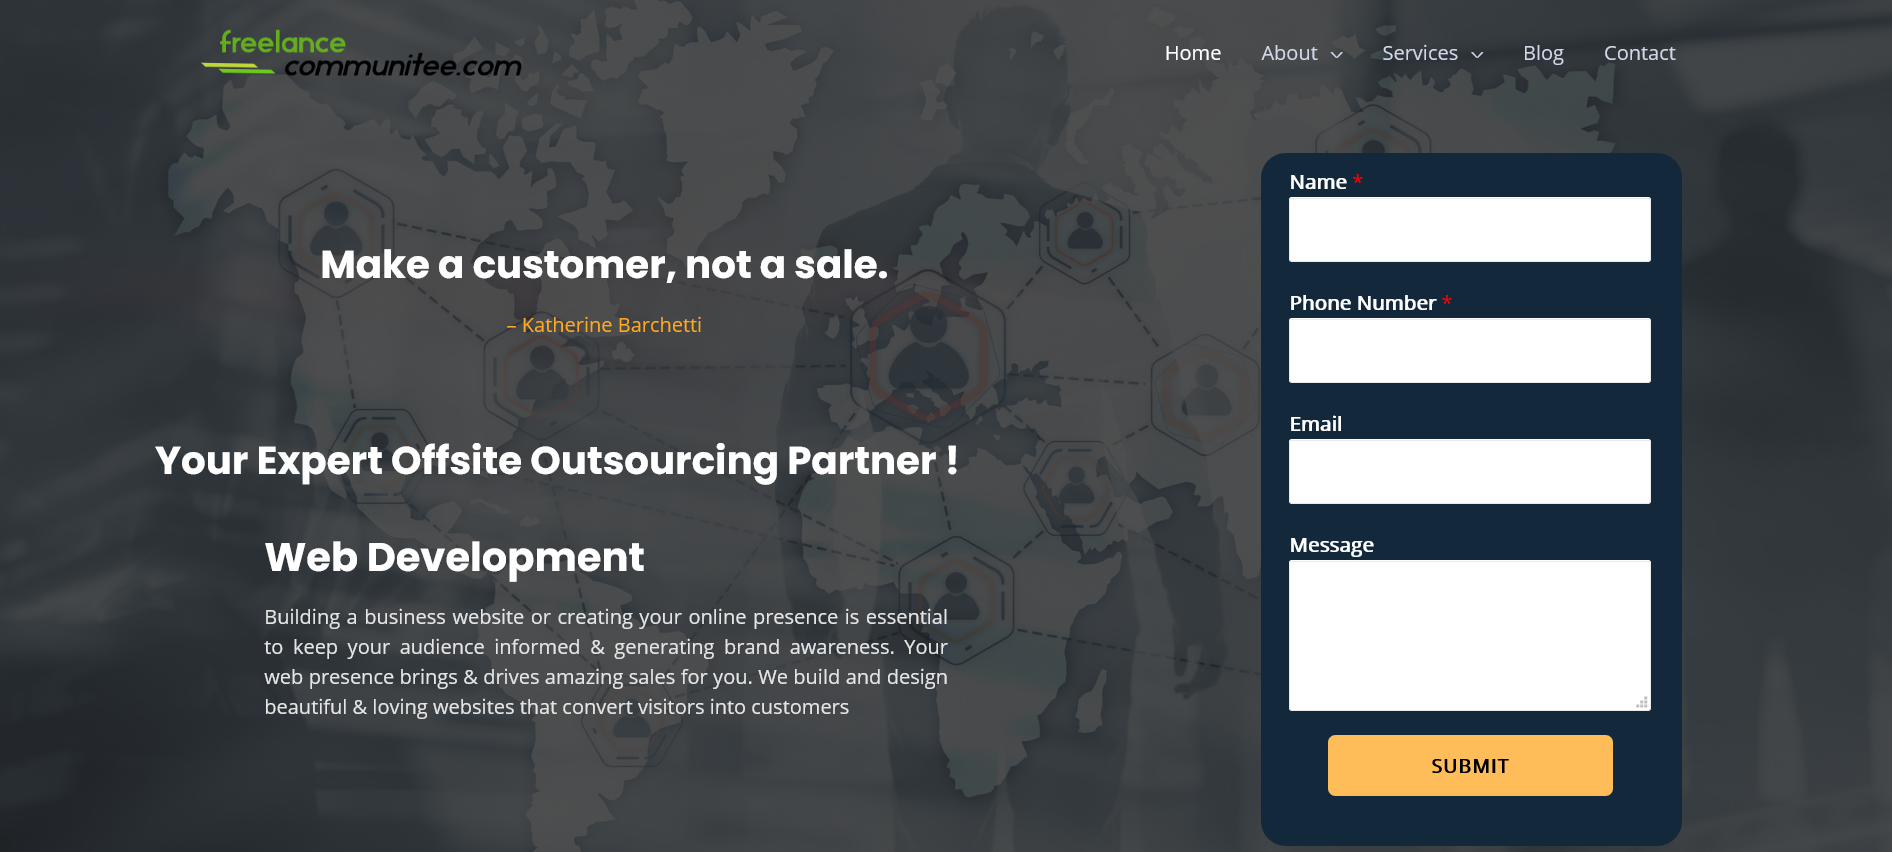 freelance
communitee.com
Home About Services Blog Contact
Make a customer, not a sale.
– Katherine Barchetti
Your Expert Offsite Outsourcing Partner !
Web Development
Building a business website or creating your online presence is essential
to keep your audience informed & generating brand awareness. Your
web presence brings & drives amazing sales for you. We build and design
beautiful & loving websites that convert visitors into customers
Name *
Phone Number *
Email
Message
SUBMIT